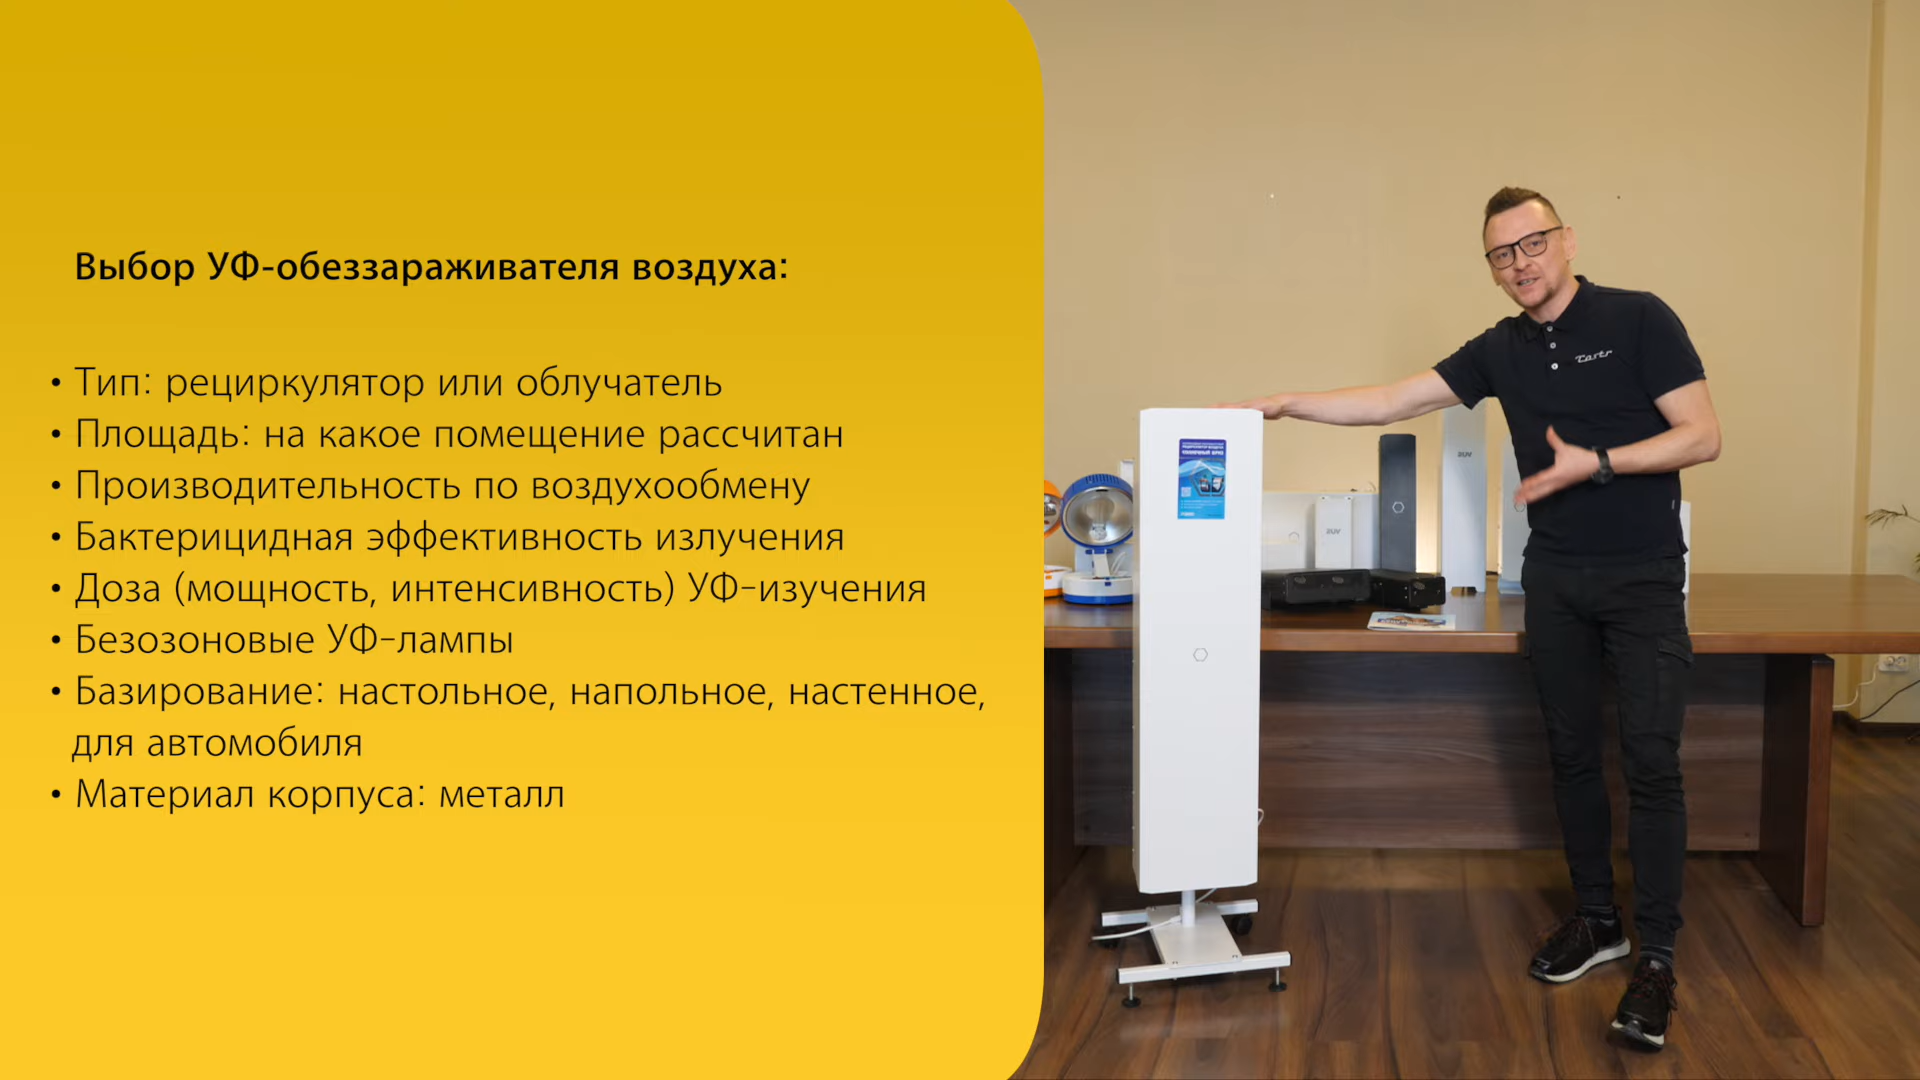 Выбор УФ-обеззараживателя воздуха:
• Тип: рециркулятор или облучатель
• Площадь: на какое помещение рассчитан
• Производительность по воздухообмену
• Бактерицидная эффективность излучения
• Доза (мощность, интенсивность) УФ-изучения
• Безозоновые УФ-лампы
• Базирование: настольное, напольное, настенное,
для автомобиля
• Материал корпуса: металл